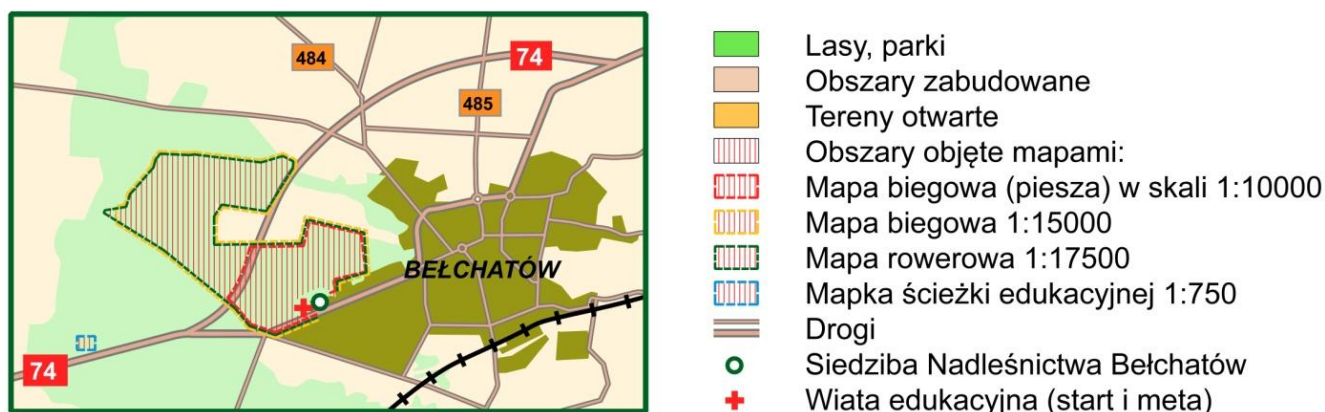 484
74
485
BEŁCHATÓW
74
Lasy, parki
Obszary zabudowane
Tereny otwarte
Obszary objęte mapami:
Mapa biegowa (piesza) w skali 1:10000
Mapa biegowa 1:15000
Mapa rowerowa 1:17500
Mapka ścieżki edukacyjnej 1:750
Drogi
Siedziba Nadleśnictwa Bełchatów
Wiata edukacyjna (start i meta)